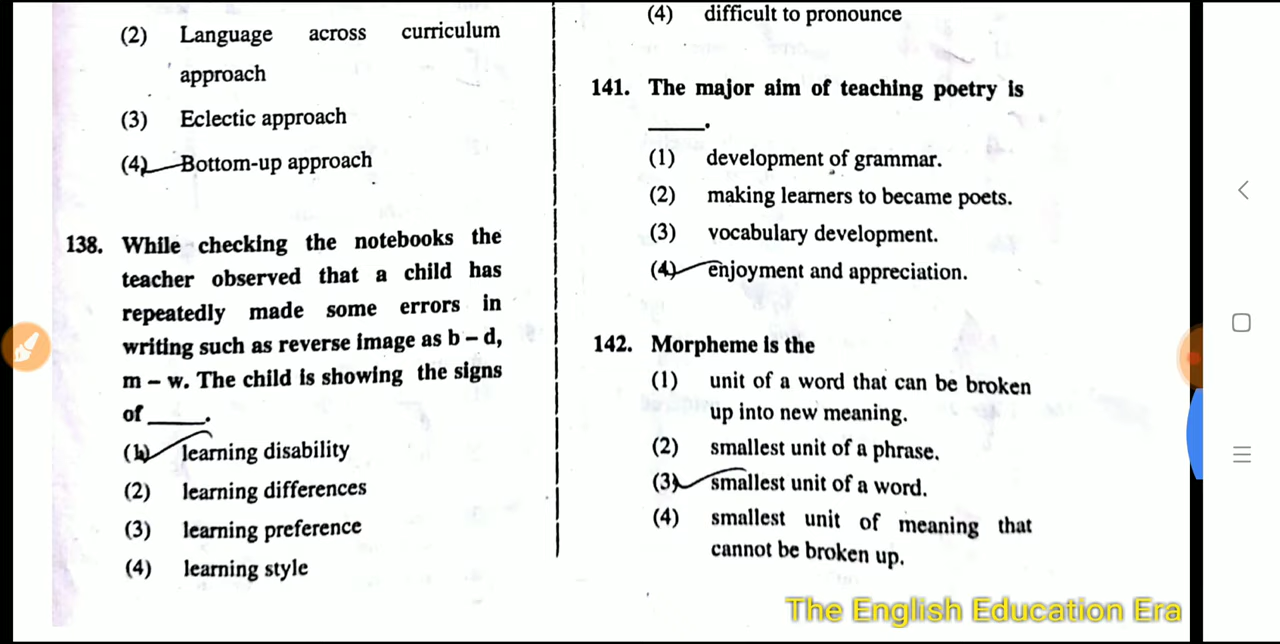 (2) Language across curriculum
approach
(3) Eclectic approach
(4) Bottom-up approach
138. While checking the notebooks the
teacher observed that a child has
repeatedly made some errors in
writing such as reverse image as b – d,
m – w. The child is showing the signs
of ____.
(1) learning disability
(2) learning differences
(3) learning preference
(4) learning style
(4) difficult to pronounce
141. The major aim of teaching poetry is
____.
(1) development of grammar.
(2) making learners to became poets.
(3) vocabulary development.
(4) enjoyment and appreciation.
142. Morpheme is the
(1) unit of a word that can be broken
up into new meaning.
(2) smallest unit of a phrase.
(3) smallest unit of a word.
(4) smallest unit of meaning that
cannot be broken up.
The English Education Era